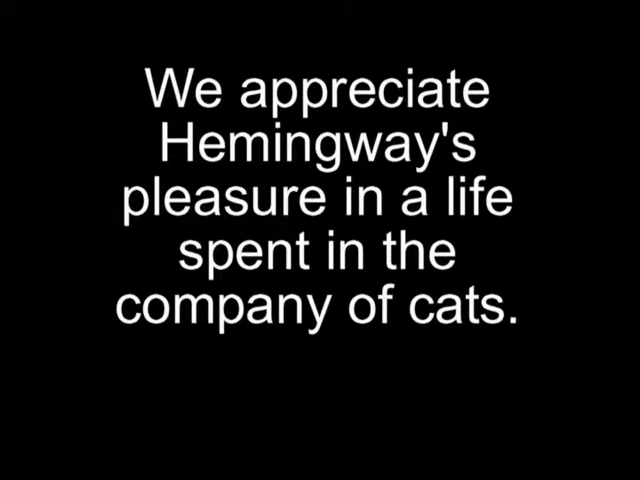 We appreciate
Hemingway's
pleasure in a life
spent in the
company of cats.